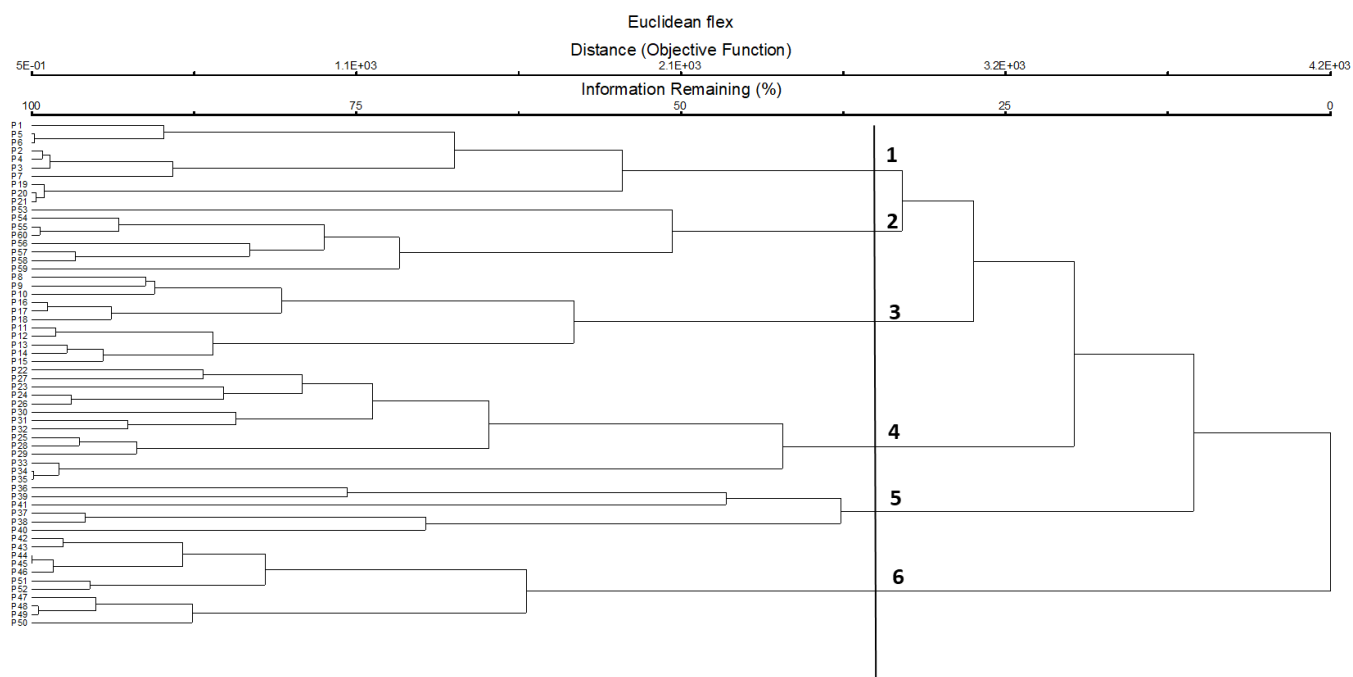 Euclidean flex
Distance (Objective Function)
5E-01 1.1E+03 2.1E+03 3.2E+03 4.2E+03
Information Remaining (%)
100 75 50 25 0
P1
P5
P6
P2
P4
P3
P7
P19
P20
P21
P53
P54
P55
P60
P56
P57
P58
P59
P8
P9
P10
P16
P17
P18
P11
P12
P13
P14
P15
P22
P27
P23
P24
P26
P30
P31
P32
P25
P28
P29
P33
P34
P35
P36
P39
P41
P37
P38
P40
P42
P43
P44
P45
P46
P51
P52
P47
P48
P49
P50
1
2
3
4
5
6